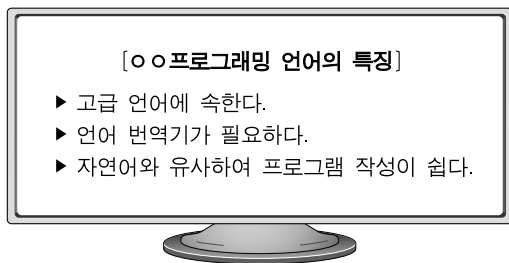 [ㅇㅇ프로그래밍 언어의 특징]
▶ 고급 언어에 속한다.
▶ 언어 번역기가 필요하다.
▶ 자연어와 유사하여 프로그램 작성이 쉽다.